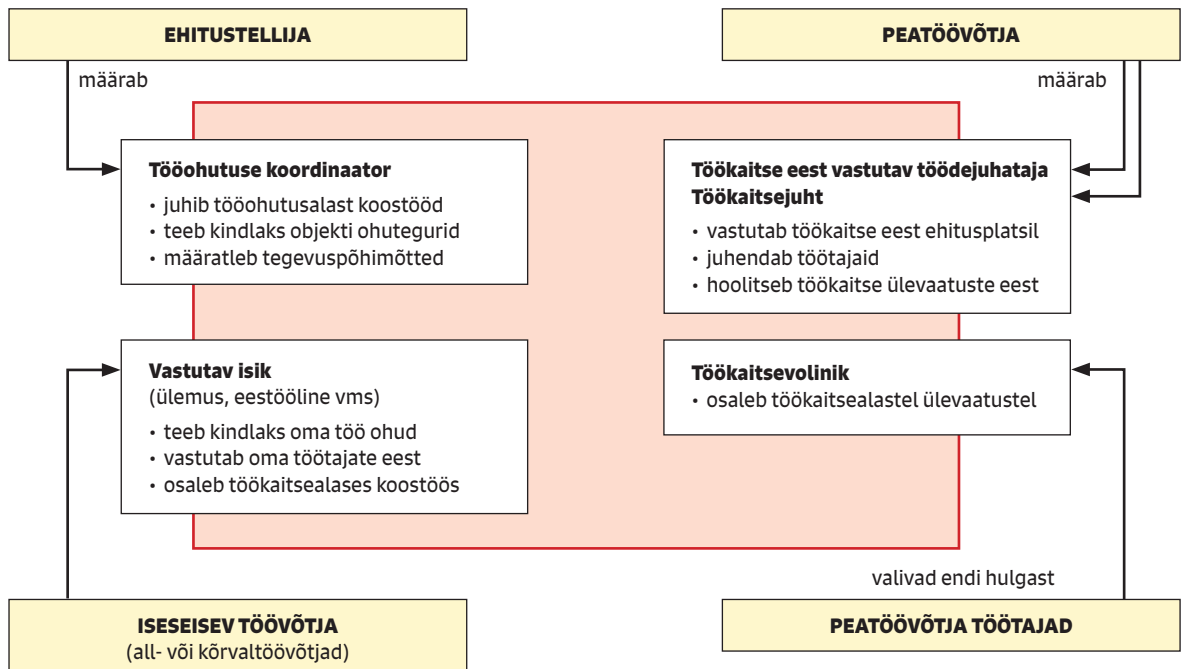 EHITUSTELLIJA
PEATÖÖVÕTJA
määrab
määrab
Tööohutuse koordinaator
• juhib tööohutusalast koostööd
• teeb kindlaks objekti ohutegurid
• määratleb tegevuspõhimõtted
Töökaitse eest vastutav töödejuhataja
Töökaitsejuht
• vastutab töökaitse eest ehitusplatsil
• juhendab töötajaid
• hoolitseb töökaitse ülevaatuste eest
Vastutav isik
(ülemus, eestööline vms)
• teeb kindlaks oma töö ohud
• vastutab oma töötajate eest
• osaleb töökaitsealases koostöös
Töökaitsevolinik
• osaleb töökaitsealastel ülevaatustel
valivad endi hulgast
ISESEISEV TÖÖVÕTJA
(all- või kõrvaltöövõtjad)
PEATÖÖVÕTJA TÖÖTAJAD